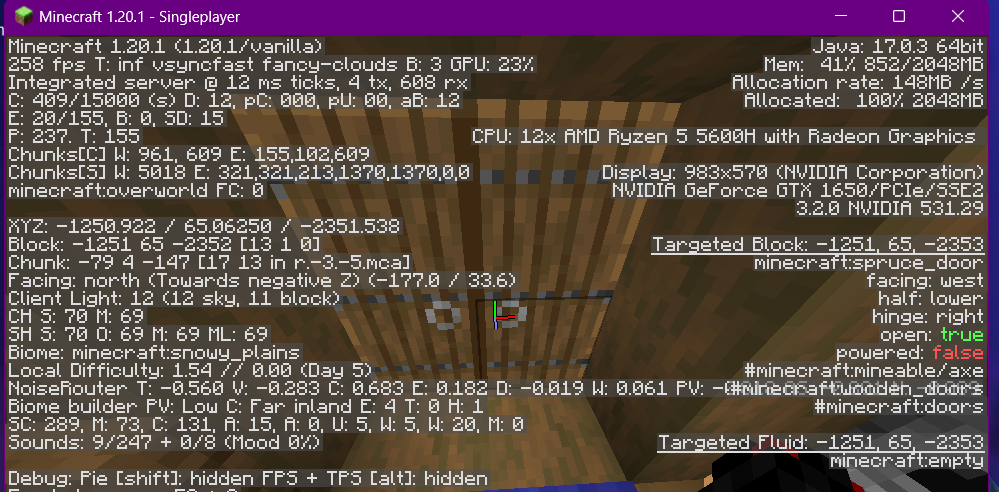 Minecraft 1.20.1 - Singleplayer
Minecraft 1.20.1 (1.20.1/vanilla)
258 fps T: inf vsyncfast fancy-clouds B: 3 GPU: 23%
Integrated server @ 12 ms ticks, 4 tx, 608 rx
C: 409/15000 (s) D: 12, pC: 000, pU: 00, aB: 12
E: 20/155, B: 0, SD: 15
P: 237. T: 155
Chunks[C] W: 961, 609 E: 155,102,609
Chunks[S] W: 5018 E: 321,321,213,1370,1370,0,0
minecraft:overworld FC: 0
XYZ: -1250.922 / 65.06250 / -2351.538
Block: -1251 65 -2352 [13 1 0]
Chunk: -79 4 -147 [17 13 in r.-3.-5.mca]
Facing: north (Towards negative Z) (-177.0 / 33.6)
Client Light: 12 (12 sky, 11 block)
CH S: 70 M: 69
SH S: 70 O: 69 M: 69 ML: 69
Biome: minecraft:snowy_plains
Local Difficulty: 1.54 // 0.00 (Day 5)
NoiseRouter T: -0.560 V: -0.283 C: 0.683 E: 0.182 D: -0.019 W: 0.061 PV:
Biome builder PV: Low C: Far inland E: 4 T: 0 H: 1
SC: 289, M: 73, C: 131, A: 15, A: 0, U: 5, W: 5, W: 20, M: 0
Sounds: 9/247 + 0/8 (Mood 0%)
Debug: Pie [shift]: hidden FPS + TPS [alt]: hidden
Java: 17.0.3 64bit
Mem: 41% 852/2048MB
Allocation rate: 148MB /s
Allocated: 100% 2048MB
CPU: 12x AMD Ryzen 5 5600H with Radeon Graphics
Display: 983x570 (NVIDIA Corporation)
NVIDIA GeForce GTX 1650/PCIe/SSE2
3.2.0 NVIDIA 531.29
Targeted Block: -1251, 65, -2353
minecraft:spruce_door
facing: west
half: lower
hinge: right
open: true
powered: false
#minecraft:mineable/axe
#minecraft:wooden_doors
#minecraft:doors
Targeted Fluid: -1251, 65, -2353
minecraft:empty